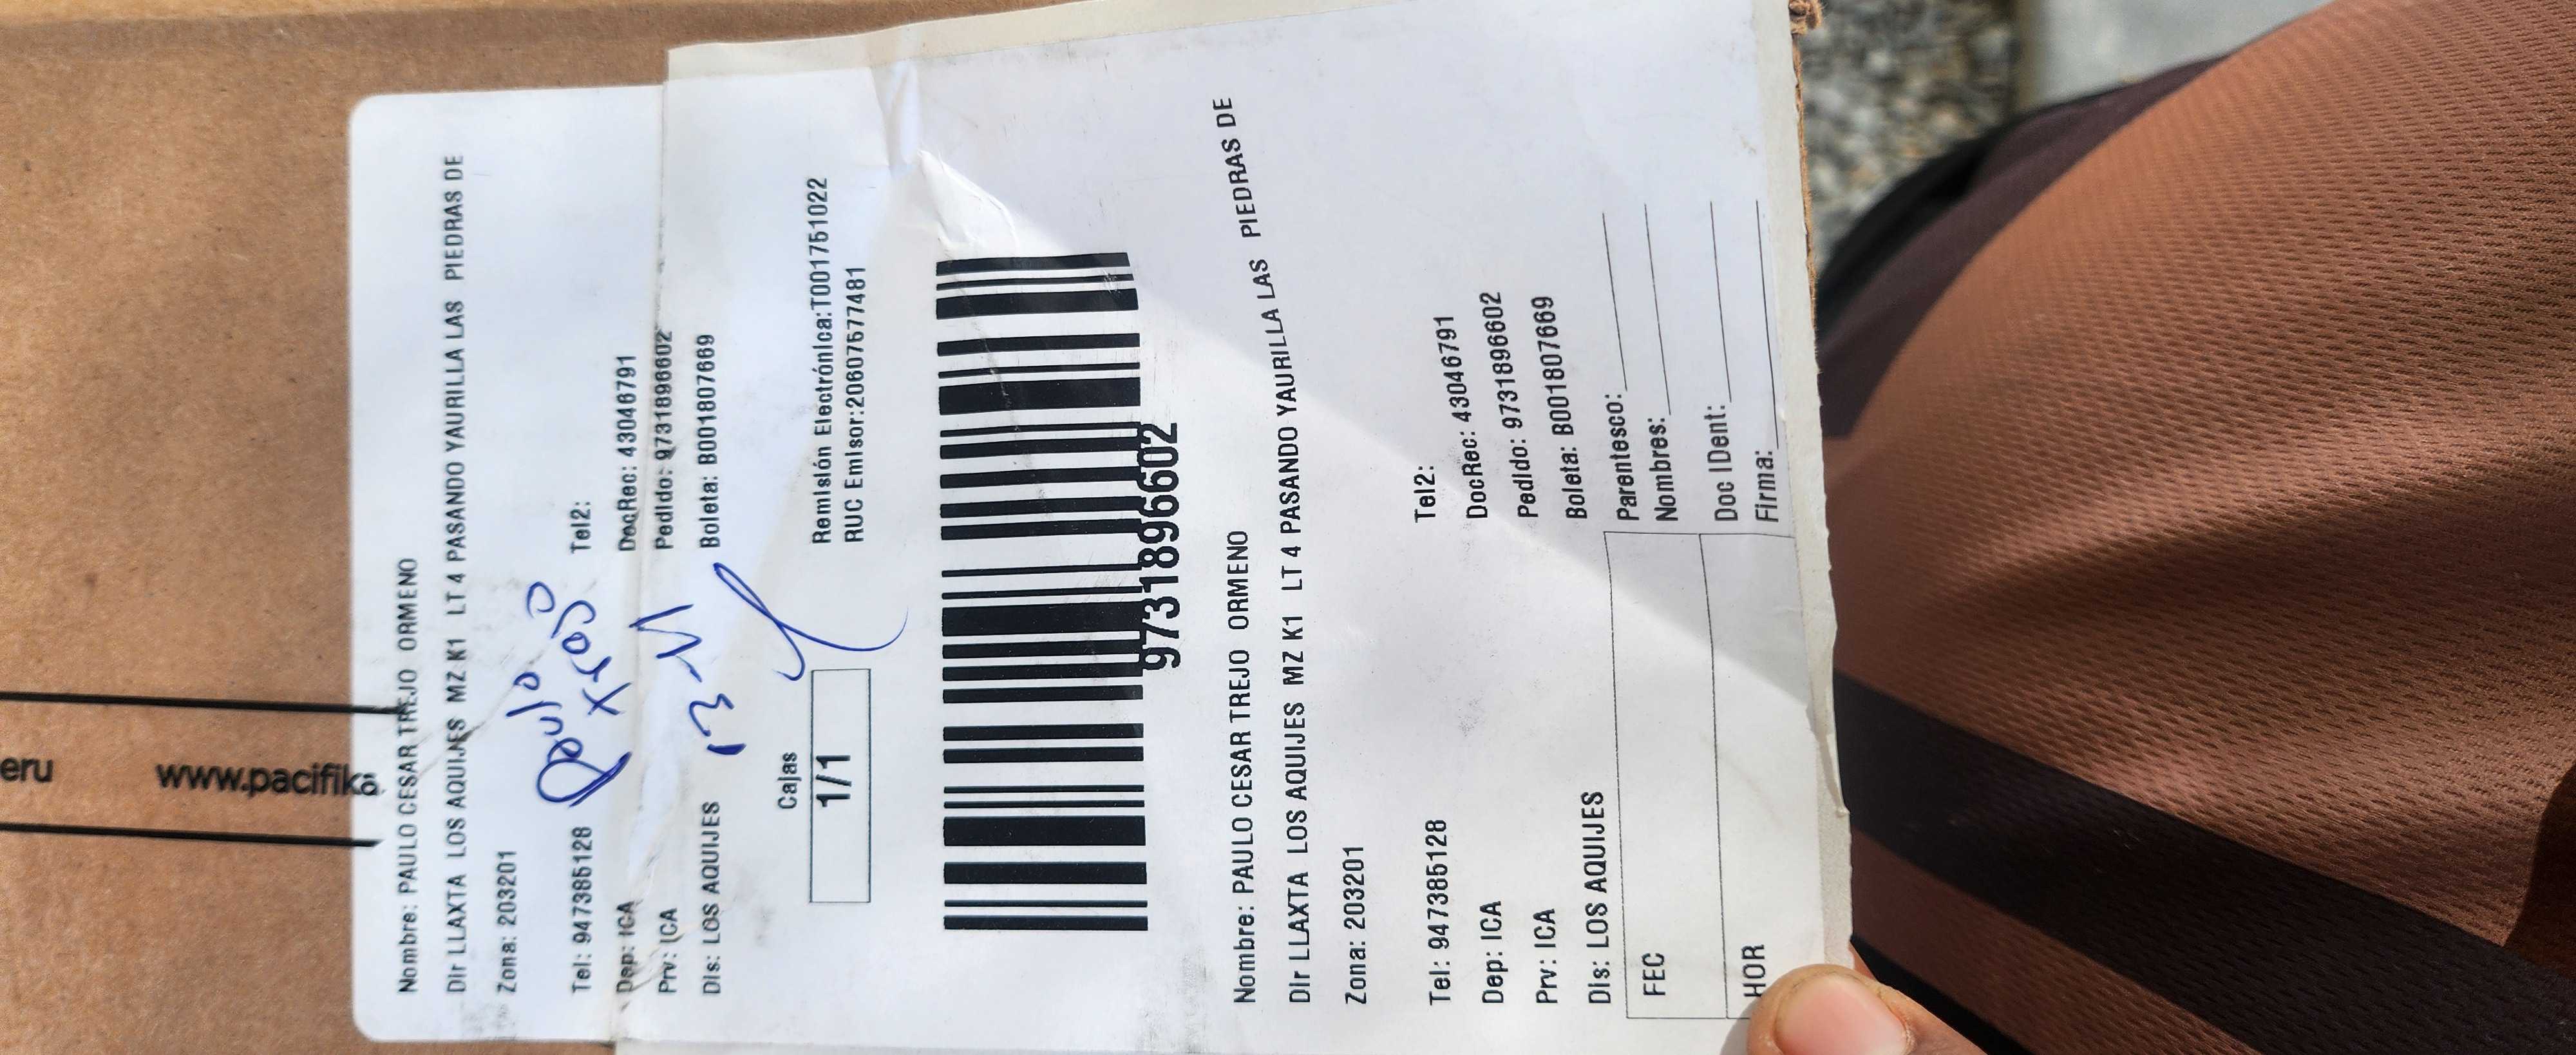 eru www.pacifika
Nombre: PAULO CESAR TREJO ORMENO
Dir LLAXTA LOS AQUIJES MZ K1 LT 4 PASANDO YAURILLA LAS PIEDRAS DE
Zona: 203201
Paulo
Trejo
Tel: 947385128 Tel2:
Dep: ICA DocRec: 43046791
Prv: ICA Pedido: 9731896602
13-M
Dis: LOS AQUIJES Boleta: B001807669
Cajas
1/1
Remisión Electrónica:T001751022
RUC Emisor:20607577481
9731896602
Nombre: PAULO CESAR TREJO ORMENO
Dir LLAXTA LOS AQUIJES MZ K1 LT 4 PASANDO YAURILLA LAS PIEDRAS DE
Zona: 203201
Tel: 947385128 Tel2:
Dep: ICA DocRec: 43046791
Prv: ICA Pedido: 9731896602
Dis: LOS AQUIJES Boleta: B001807669
FEC
HOR
Parentesco:
Nombres:
Doc IDent:
Firma: